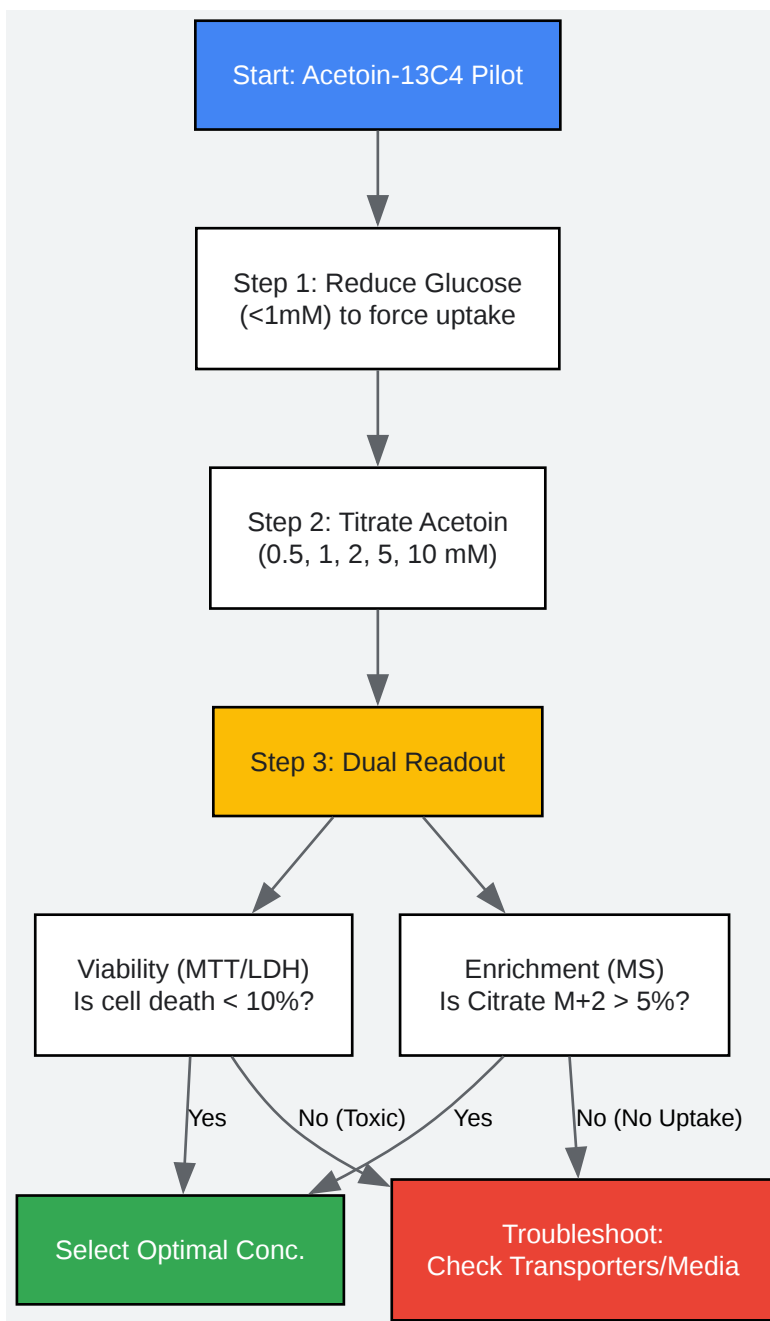 Start: Acetoin-13C4 Pilot
Step 1: Reduce Glucose
(<1mM) to force uptake
Step 2: Titrate Acetoin
(0.5, 1, 2, 5, 10 mM)
Step 3: Dual Readout
Viability (MTT/LDH)
Is cell death < 10%?
Enrichment (MS)
Is Citrate M+2 > 5%?
Yes
No (Toxic)
Yes
No (No Uptake)
Select Optimal Conc.
Troubleshoot:
Check Transporters/Media